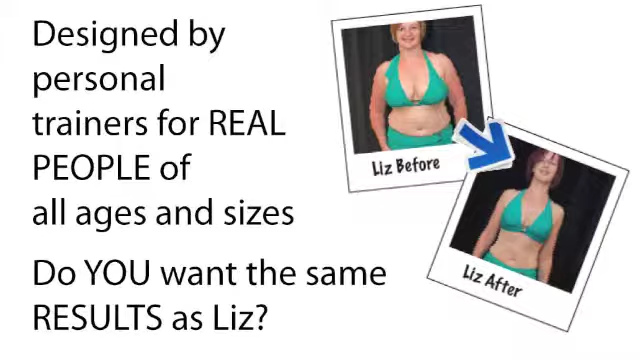 Designed by
personal
trainers for REAL
PEOPLE of
all ages and sizes
Do YOU want the same
RESULTS as Liz?
Liz Before
Liz After